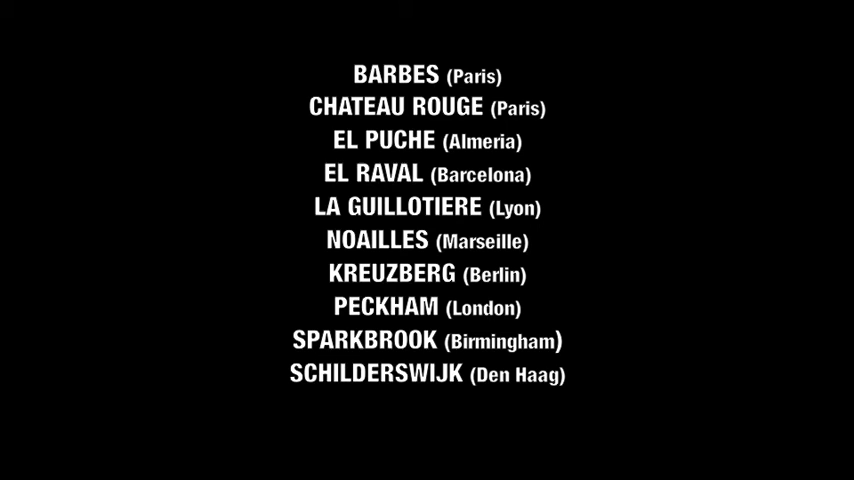 BARBES (Paris)
CHATEAU ROUGE (Paris)
EL PUCHE (Almeria)
EL RAVAL (Barcelona)
LA GUILLOTIERE (Lyon)
NOAILLES (Marseille)
KREUZBERG (Berlin)
PECKHAM (London)
SPARKBROOK (Birmingham)
SCHILDERSWIJK (Den Haag)